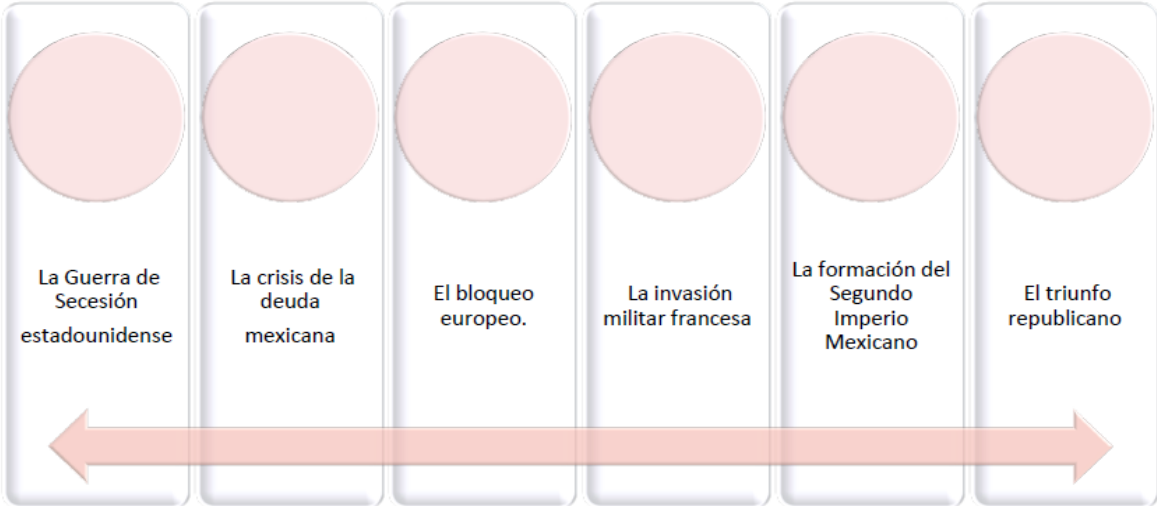 La Guerra de
Secesión
estadounidense
La crisis de la
deuda
mexicana
El bloqueo
europeo.
La invasión
militar francesa
La formación del
Segundo
Imperio
Mexicano
El triunfo
republicano